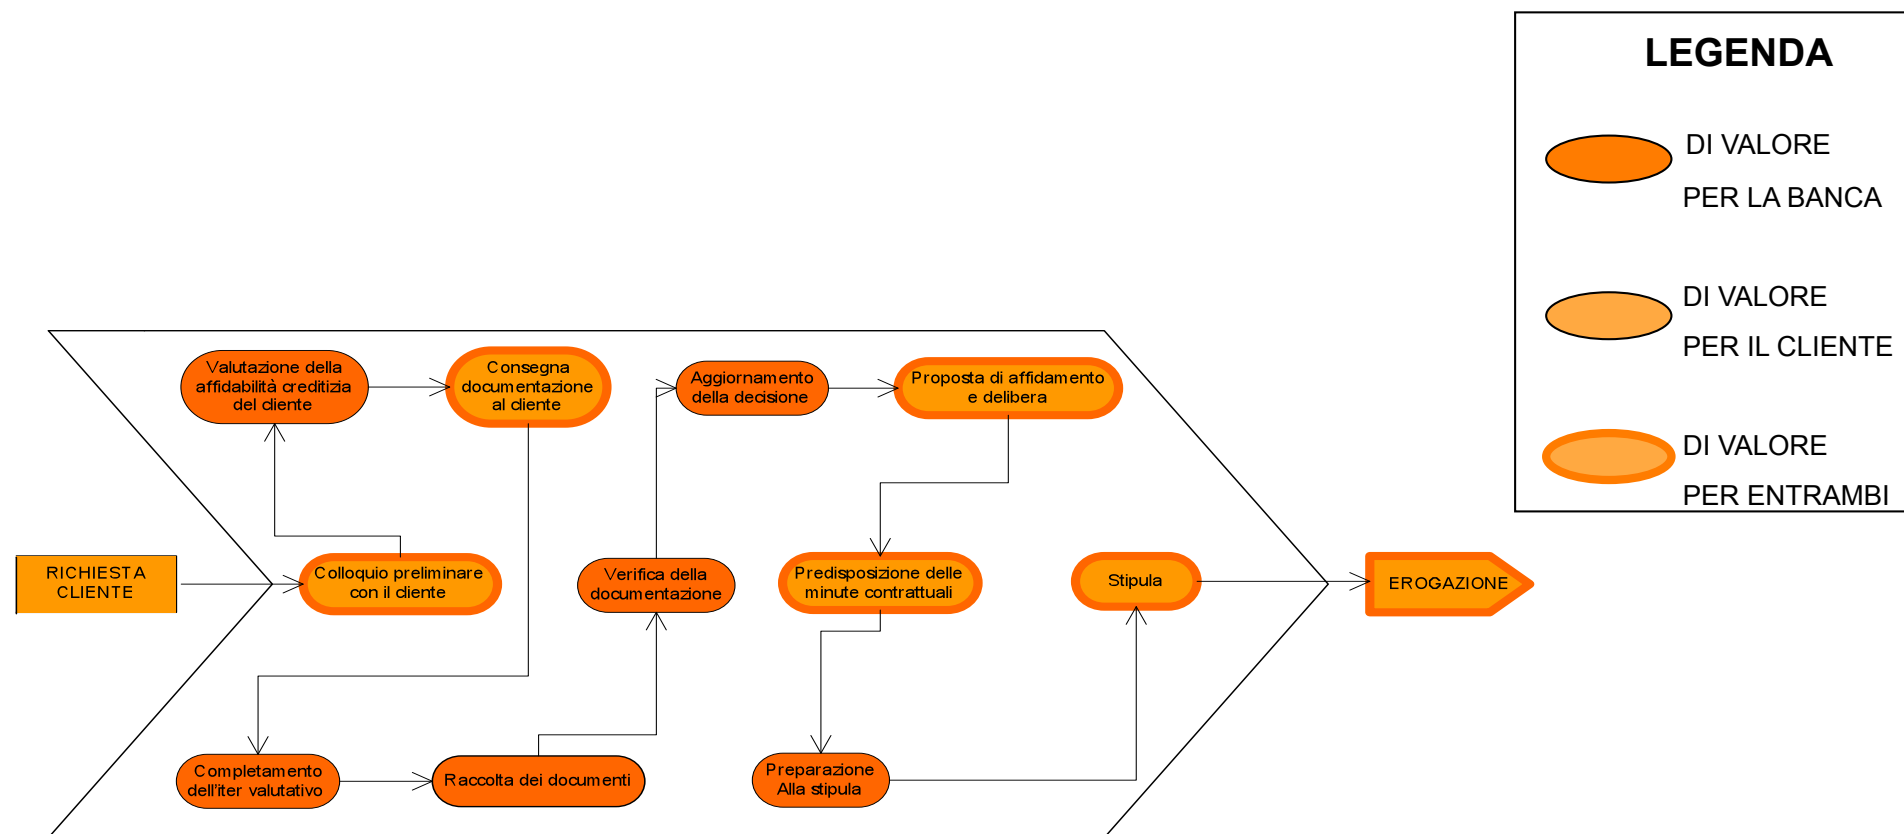 LEGENDA
DI VALORE
PER LA BANCA
DI VALORE
PER IL CLIENTE
DI VALORE
PER ENTRAMBI
RICHIESTA
CLIENTE
Colloquio preliminare
con il cliente
Valutazione della
affidabilità creditizia
del cliente
Consegna
documentazione
al cliente
Completamento
dell'iter valutativo
Raccolta dei documenti
Verifica della
documentazione
Aggiornamento
della decisione
Proposta di affidamento
e delibera
Predisposizione delle
minute contrattuali
Preparazione
Alla stipula
Stipula
EROGAZIONE